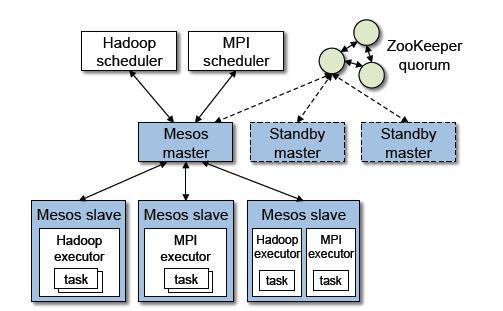 Hadoop
scheduler
MPI
scheduler
ZooKeeper
quorum
Mesos
master
Standby
master
Standby
master
Mesos slave
Hadoop
executor
task
Mesos slave
MPI
executor
task
Mesos slave
Hadoop
executor
task
MPI
executor
task